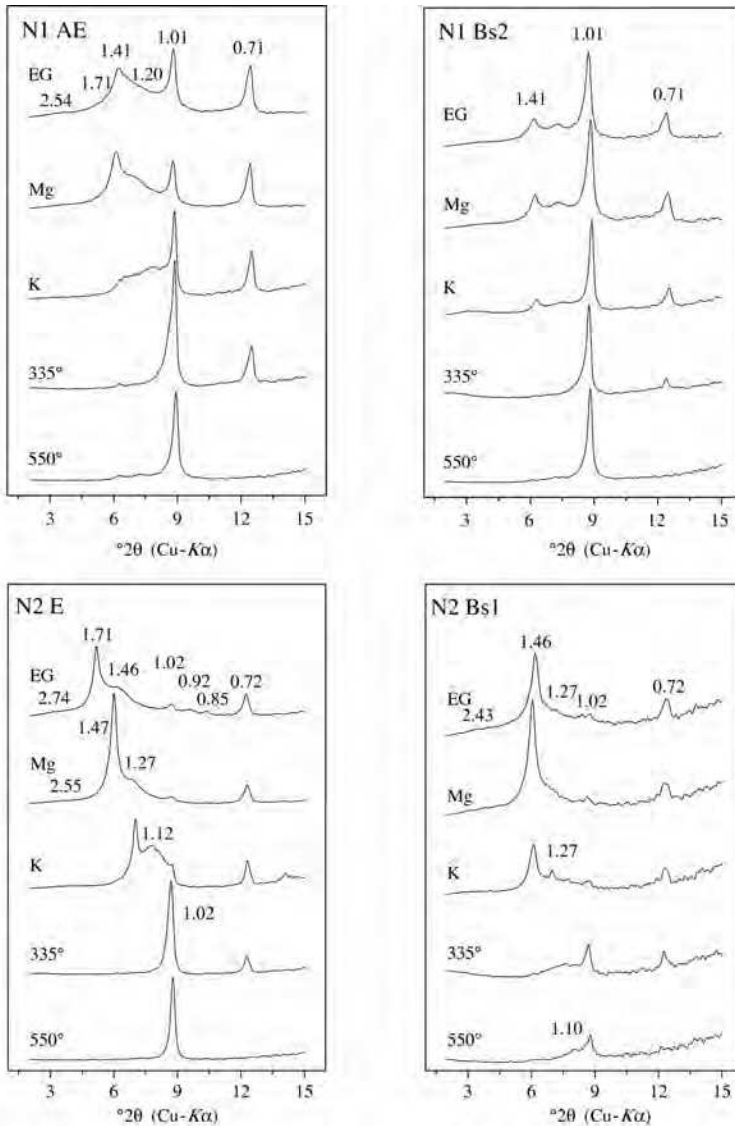 N1 AE
1.01
1.41
0.71
EG
1.20
1.71
2.54
Mg
K
335°
550°
3 6 9 12 15
°2θ (Cu-Kα)
N1 Bs2
1.01
1.41
0.71
EG
Mg
K
335°
550°
3 6 9 12 15
°2θ (Cu-Kα)
N2 E
1.71
1.46
1.02
EG
0.92
0.72
2.74
0.85
1.47
Mg
1.27
2.55
K
1.12
1.02
335°
550°
3 6 9 12 15
°2θ (Cu-Kα)
N2 Bs1
1.46
EG
1.27
1.02
0.72
2.43
Mg
K
1.27
335°
550°
1.10
3 6 9 12 15
°2θ (Cu-Kα)